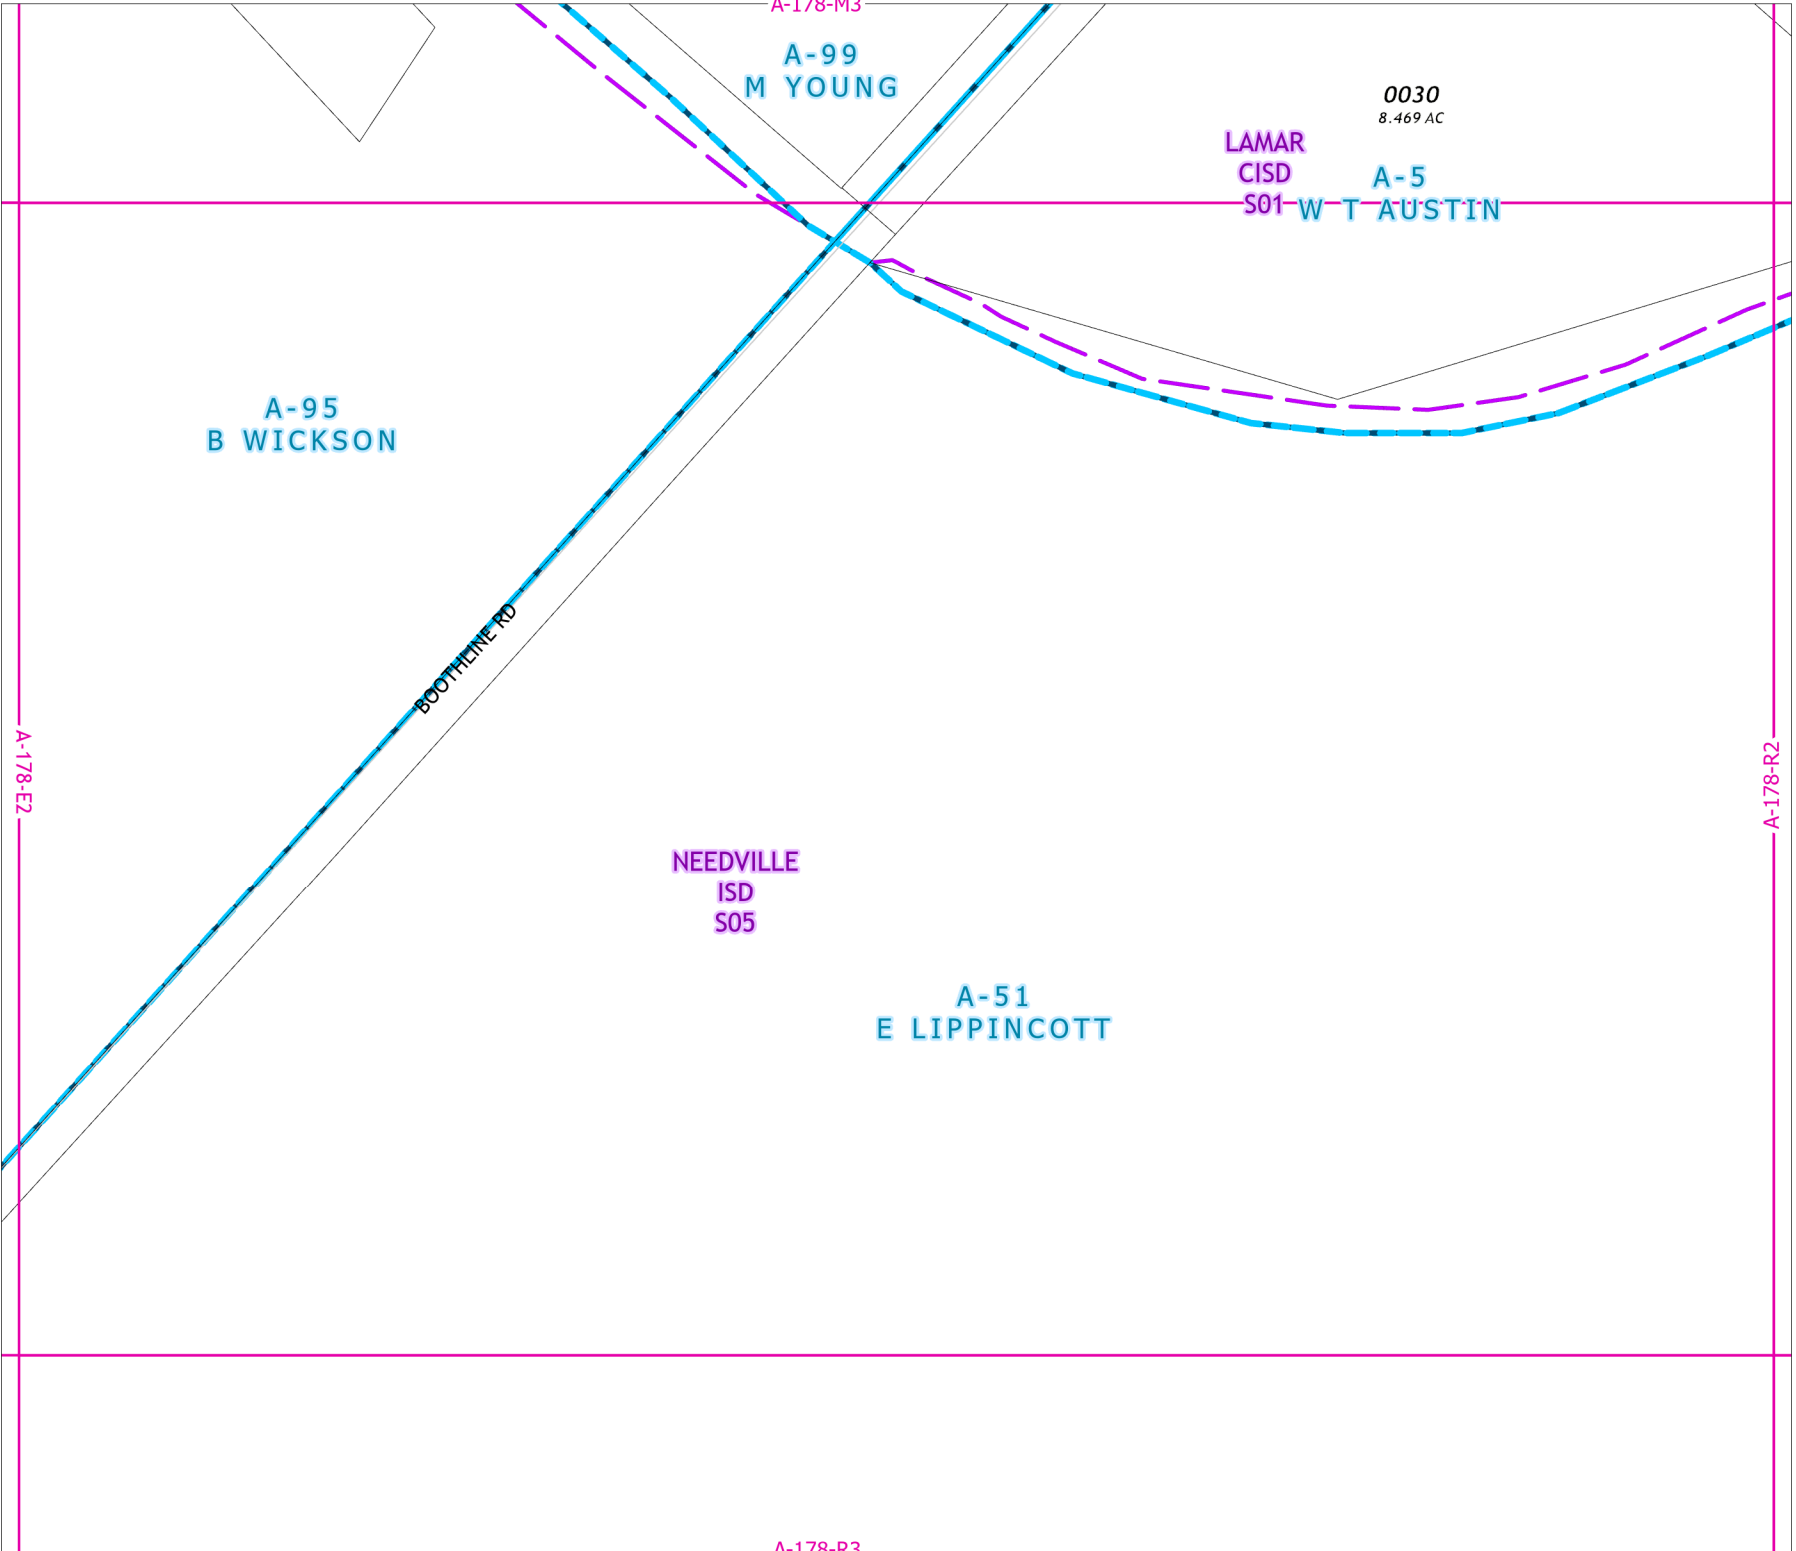 A-178-M3
A-99
M YOUNG
0030
8.469 AC
LAMAR
CISD
S01
A-5
W T AUSTIN
A-95
B WICKSON
BOOTHLINE RD
A-178-E2
A-178-R2
NEEDVILLE
ISD
S05
A-51
E LIPPINCOTT
A-178-R3